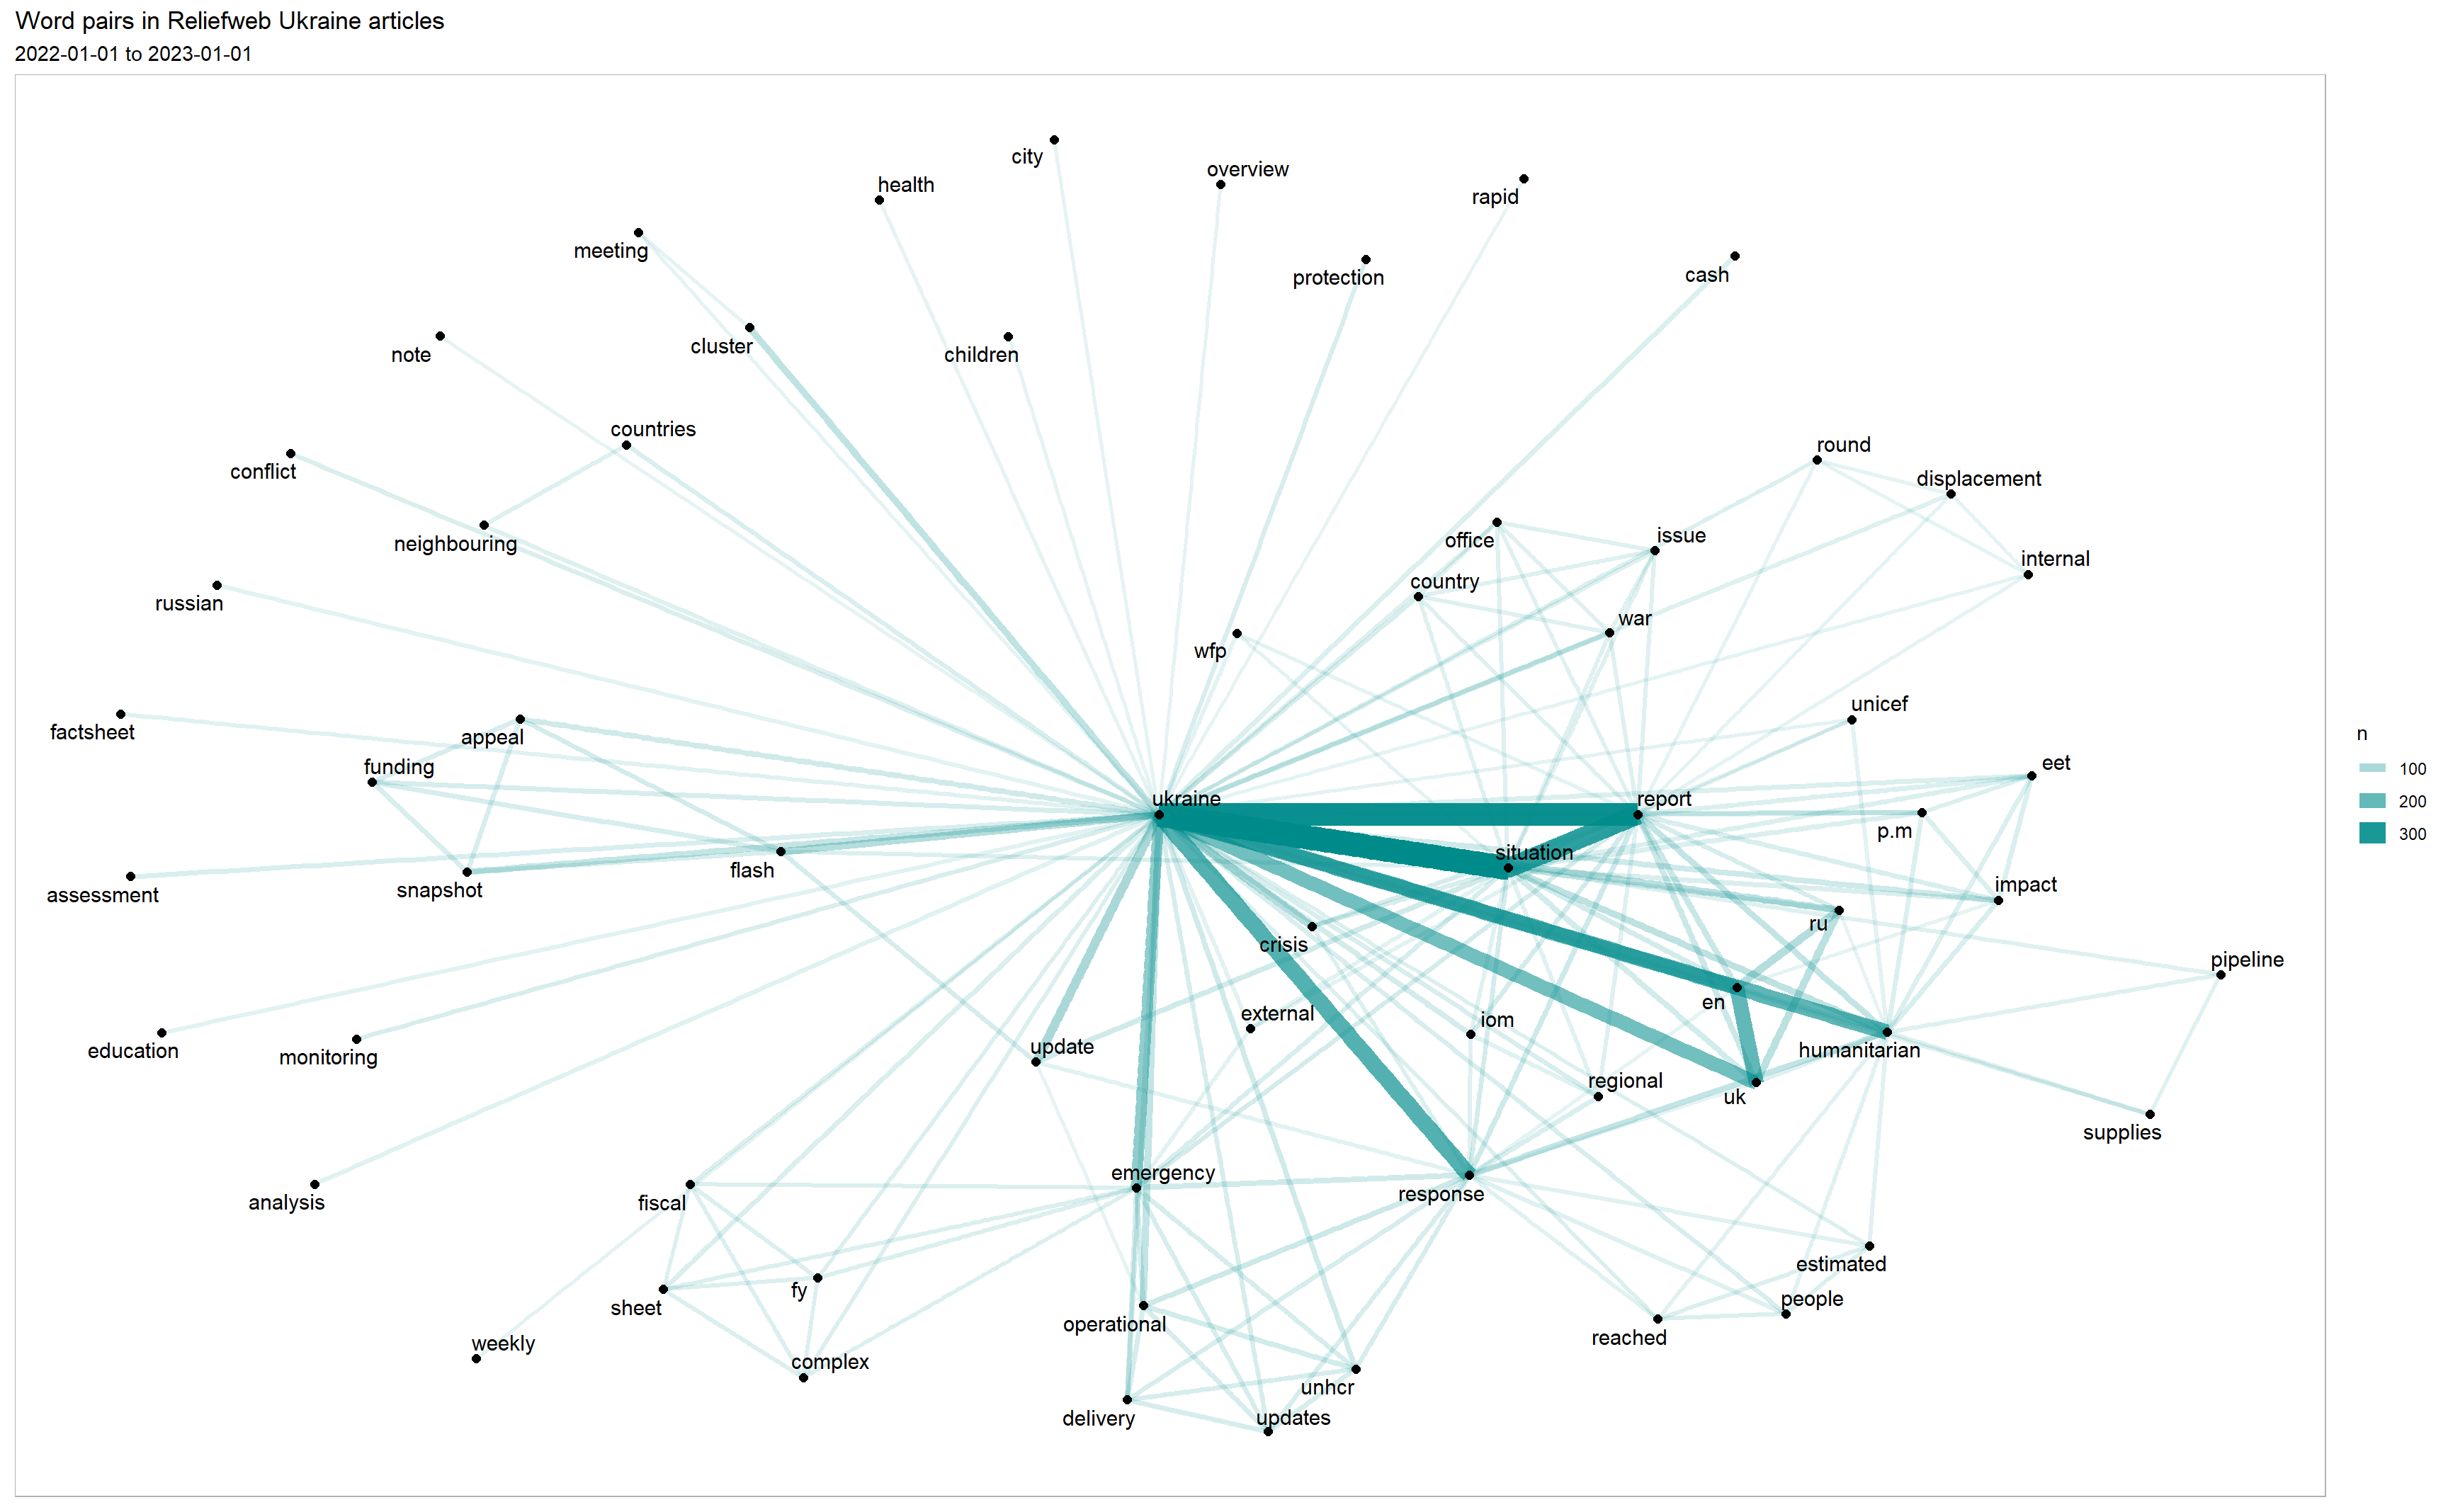 Word pairs in Reliefweb Ukraine articles
2022-01-01 to 2023-01-01
city
overview
health
rapid
meeting
protection
cash
cluster
children
note
countries
round
conflict
displacement
office
issue
neighbouring
internal
country
russian
war
wfp
unicef
factsheet
appeal
n
funding
eet
100
ukraine
report
200
p.m
300
flash
situation
assessment
snapshot
impact
ru
crisis
pipeline
en
external
iom
education
monitoring
update
humanitarian
regional
uk
supplies
emergency
analysis
fiscal
response
estimated
fy
sheet
people
operational
reached
weekly
complex
unhcr
delivery
updates